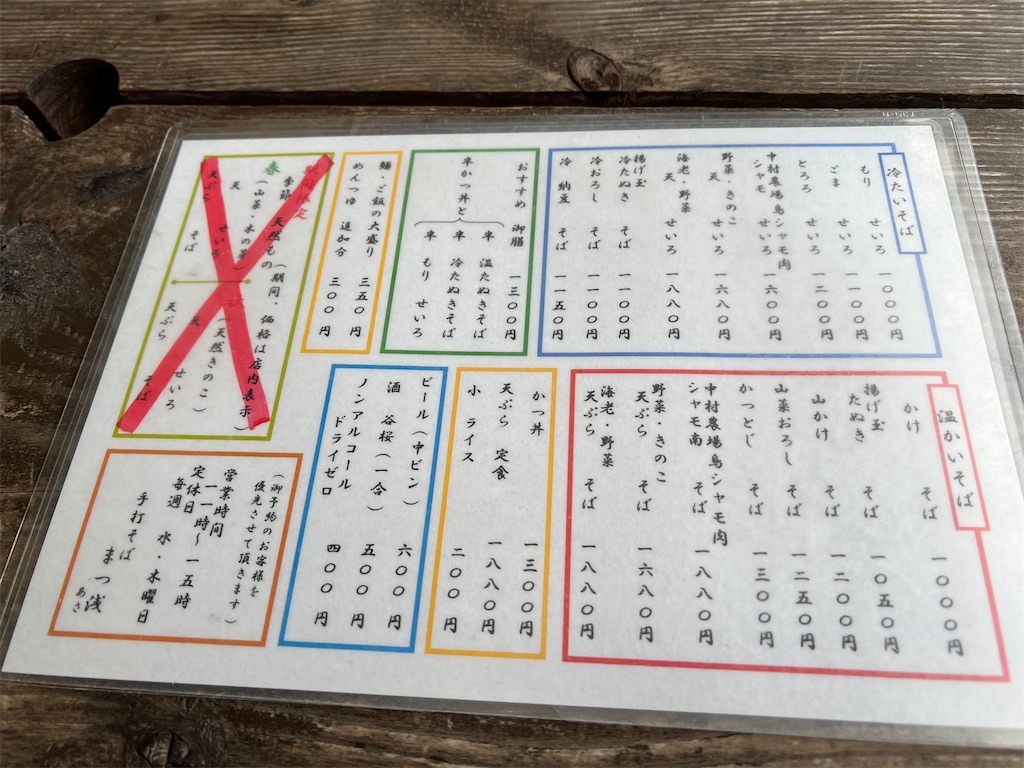 冷たいそば
もり せいろ 一〇〇〇円
ごま せいろ 一一〇〇円
とろろ せいろ 一二〇〇円
中村農場 鳥シャモ肉
シャモ せいろ 一六〇〇円
野菜・きのこ
天 せいろ 一六八〇円
海老・野菜
天 せいろ 一八八〇円
揚げ玉
冷たぬき そば 一一〇〇円
冷おろし そば 一一〇〇円
冷納豆 そば 一一五〇円
おすすめ 御膳 一三〇〇円
半かつ丼と
半 温たぬきそば
半 冷たぬきそば
半 もり せいろ
麺・ご飯の大盛り 三五〇円
めんつゆ 追加分 三〇〇円
期間限定
季節 天然もの (期間・価格は店内表示)
春
(山菜・木の芽)
天 せいろ
天ぷら そば
天然きのこ)
天 せいろ
天ぷら そば
温かいそば
かけ そば 一〇〇〇円
揚げ玉
たぬき そば 一〇五〇円
山かけ そば 一二〇〇円
山菜おろし そば 一二五〇円
かつとじ そば 一三〇〇円
中村農場 鳥シャモ肉
シャモ南 一八八〇円
野菜・きのこ
天ぷら そば 一六八〇円
海老・野菜
天ぷら そば 一八八〇円
かつ丼 一三〇〇円
天ぷら 定食 一八八〇円
小 ライス 二〇〇円
ビール(中ビン) 六〇〇円
酒 谷桜(一合) 五〇〇円
ノンアルコール
ドライゼロ 四〇〇円
(御予約のお客様を
優先させて頂きます)
営業時間
一一時〜一五時
定休日
毎週 水・木曜日
手打そば まつ浅
あさ